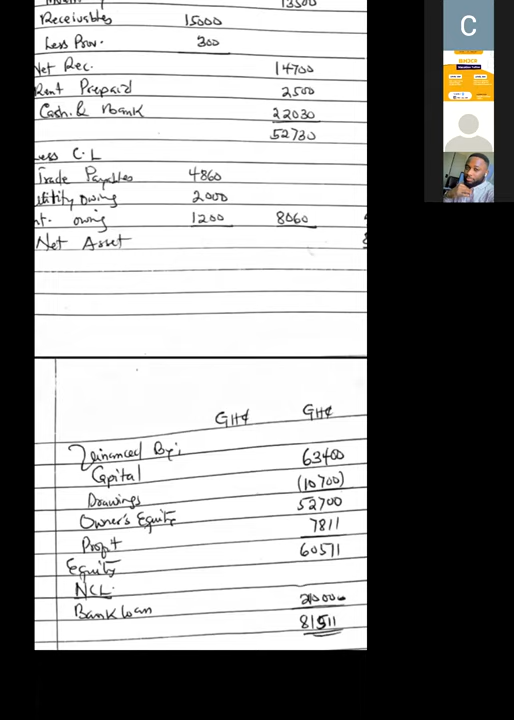 13500
Receivables 15000
Less Prov. 300
Net Rec. 14700
Rent Prepaid 2500
Cash & Bank 22030
52730
Less C.L
Trade Payables 4860
Utility owing 2000
Int. owing 1200 8060
Net Asset
GH¢ GH¢
Financed By:
Capital 63400
Drawings (10700)
Owner's Equity 52700
Profit 7811
Equity 60511
NCL:
Bank loan 21000
81511
C